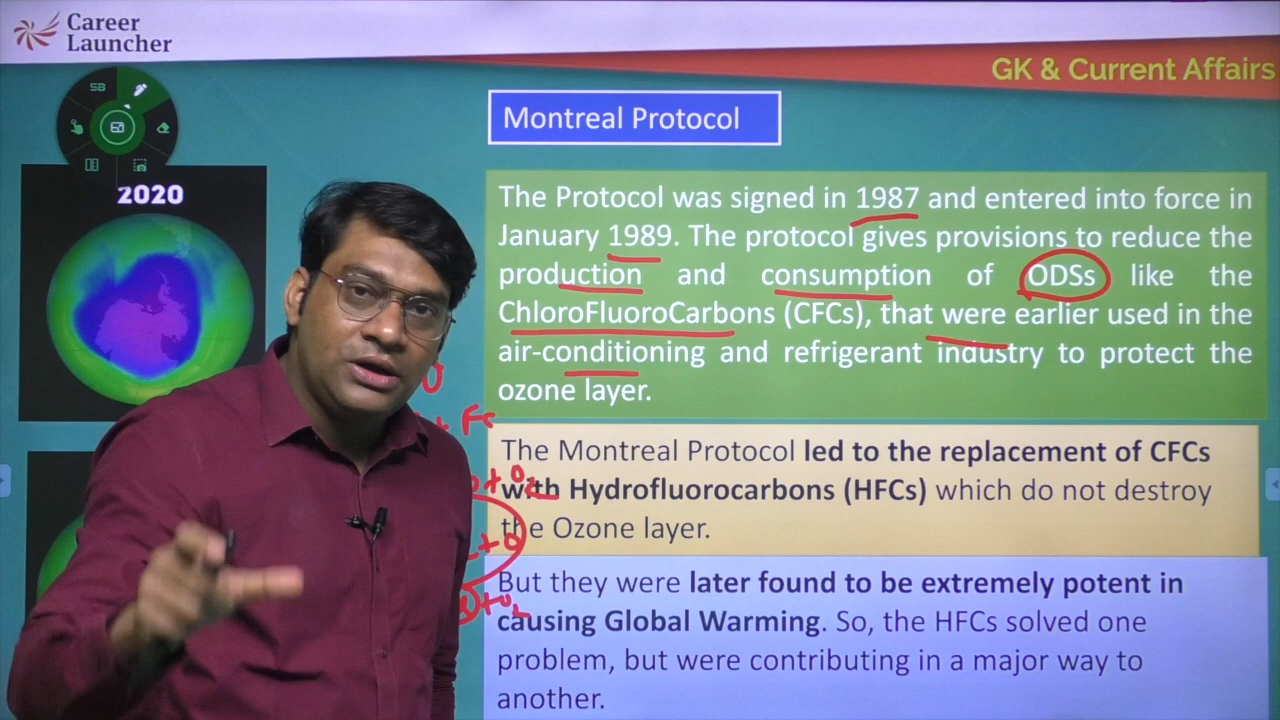 Career
Launcher
GK & Current Affairs
SB
Montreal Protocol
2020
The Protocol was signed in 1987 and entered into force in
January 1989. The protocol gives provisions to reduce the
production and consumption of ODSs like the
ChloroFluoroCarbons (CFCs), that were earlier used in the
air-conditioning and refrigerant industry to protect the
ozone layer.
The Montreal Protocol led to the replacement of CFCs
with Hydrofluorocarbons (HFCs) which do not destroy
the Ozone layer.
But they were later found to be extremely potent in
causing Global Warming. So, the HFCs solved one
problem, but were contributing in a major way to
another.